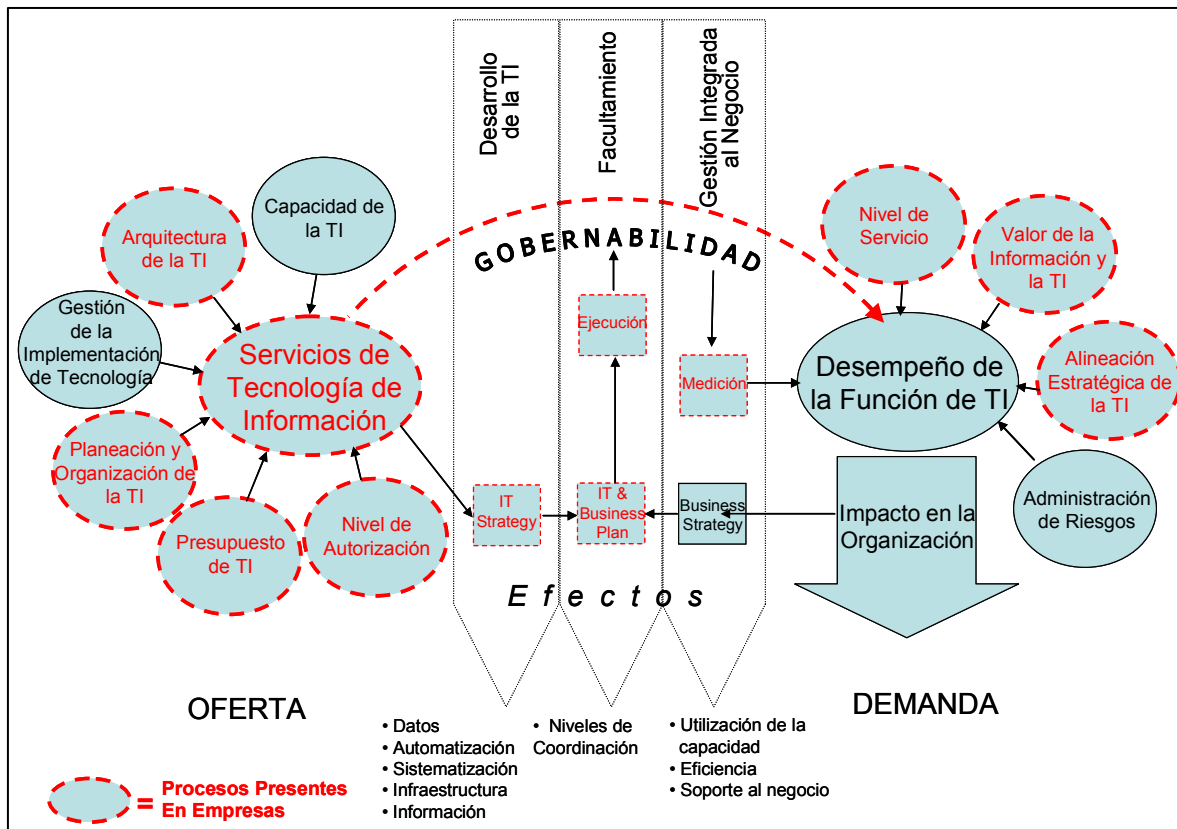 Desarrollo
de la TI
Facultamiento
Gestión Integrada
al Negocio
Capacidad de
la TI
Arquitectura
de la TI
Gestión
de la
Implementación
de Tecnología
Servicios de
Tecnología de
Información
Planeación y
Organización de
la TI
Presupuesto
de TI
Nivel de
Autorización
GOBERNABILIDAD
Ejecución
Medición
IT
Strategy
IT &
Business
Plan
Business
Strategy
Efectos
Nivel de
Servicio
Valor de la
Información y
la TI
Desempeño de
la Función de TI
Alineación
Estratégica de
la TI
Administración
de Riesgos
Impacto en la
Organización
OFERTA
DEMANDA
• Datos
• Automatización
• Sistematización
• Infraestructura
• Información
• Niveles de
Coordinación
• Utilización de la
capacidad
• Eficiencia
• Soporte al negocio
= Procesos Presentes
En Empresas